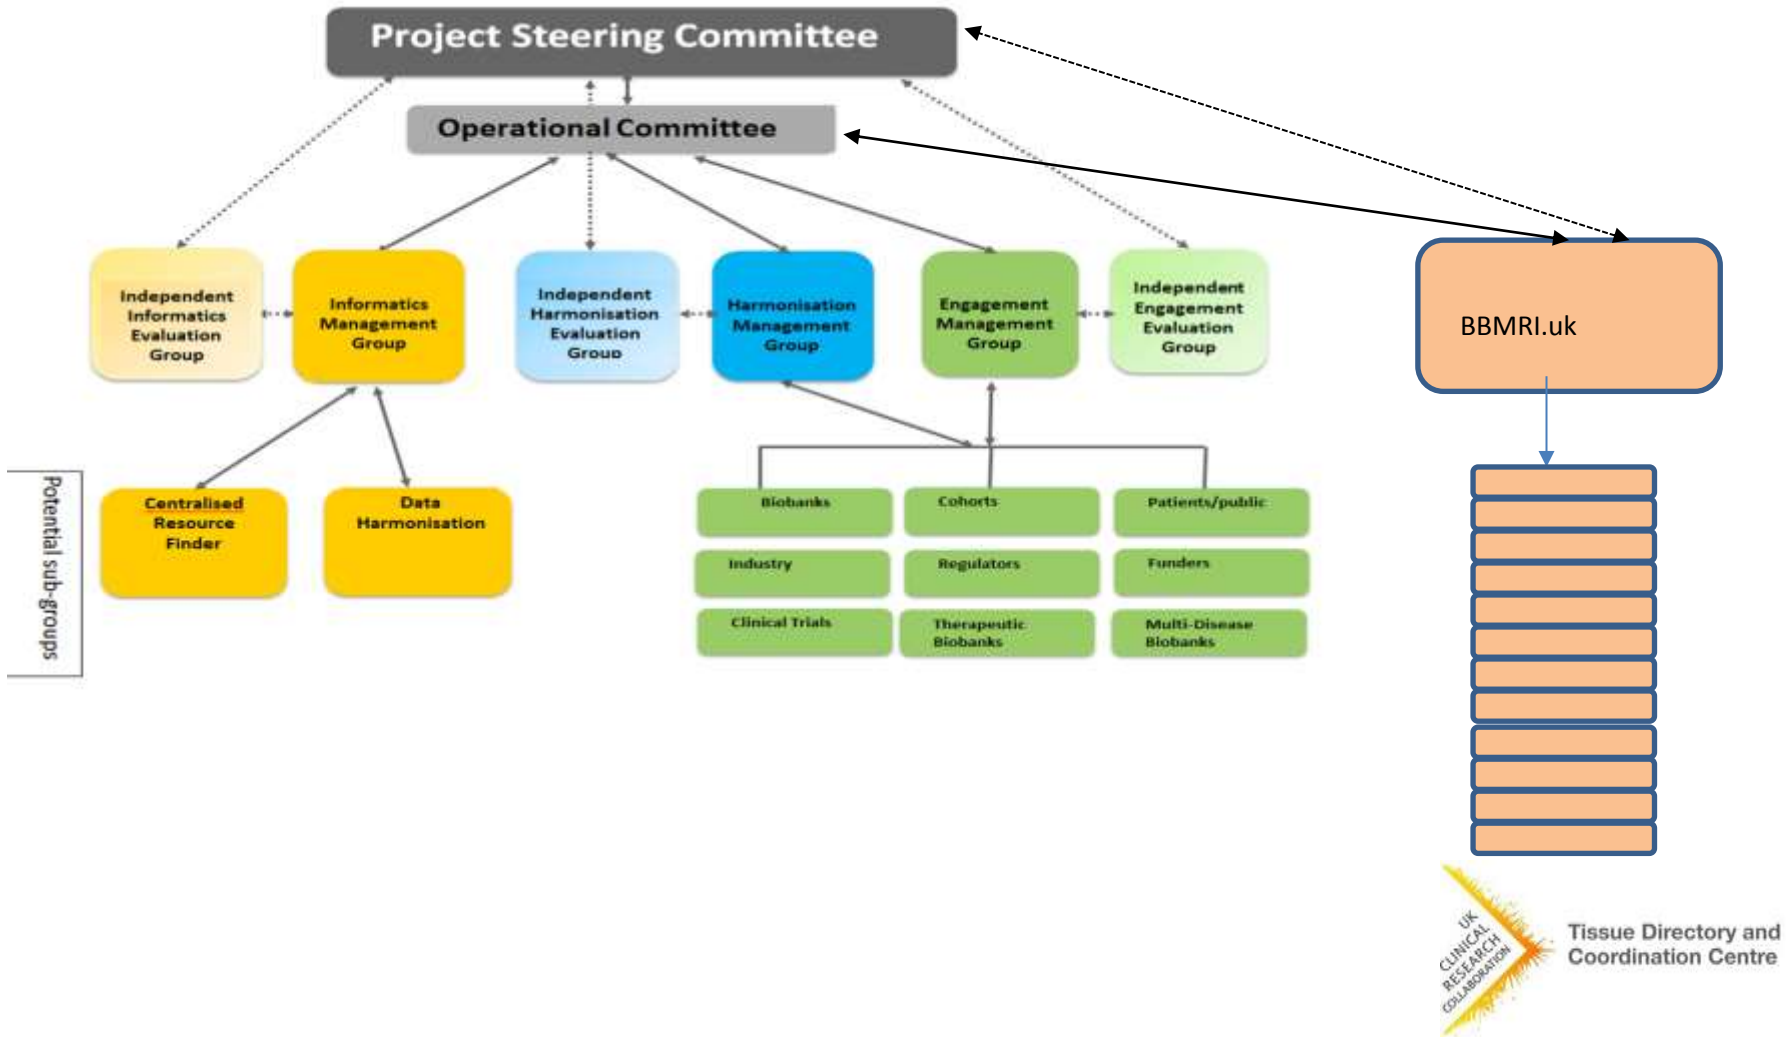 Project Steering Committee
Operational Committee
Independent
Informatics
Evaluation
Group
Informatics
Management
Group
Independent
Harmonisation
Evaluation
Group
Harmonisation
Management
Group
Engagement
Management
Group
Independent
Engagement
Evaluation
Group
BBMRI.uk
Potential sub-groups
Centralised
Resource
Finder
Data
Harmonisation
Biobanks
Cohorts
Patients/public
Industry
Regulators
Funders
Clinical Trials
Therapeutic
Biobanks
Multi-Disease
Biobanks
UK
CLINICAL
RESEARCH
COLLABORATION
Tissue Directory and
Coordination Centre